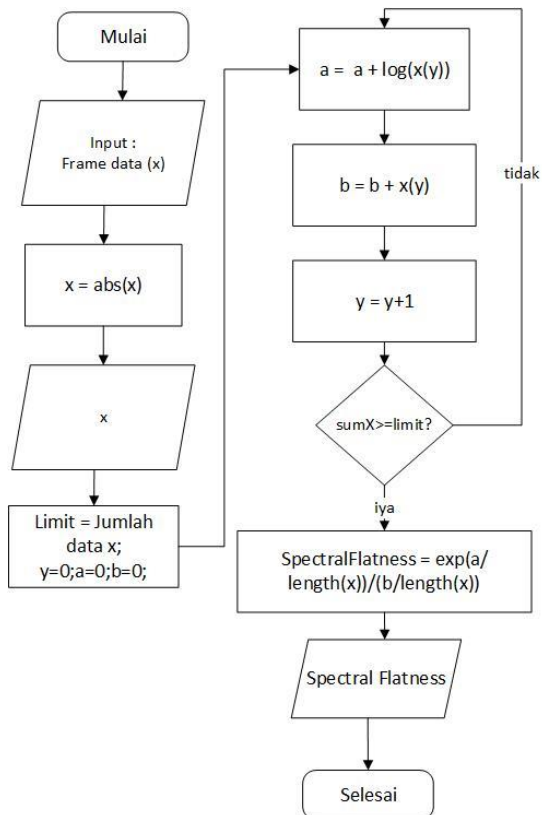 Mulai
Input :
Frame data (x)
x = abs(x)
x
Limit = Jumlah
data x;
y=0;a=0;b=0;
a = a + log(x(y))
b = b + x(y)
y = y+1
sumX>=limit?
tidak
iya
SpectralFlatness = exp(a/
length(x))/(b/length(x))
Spectral Flatness
Selesai